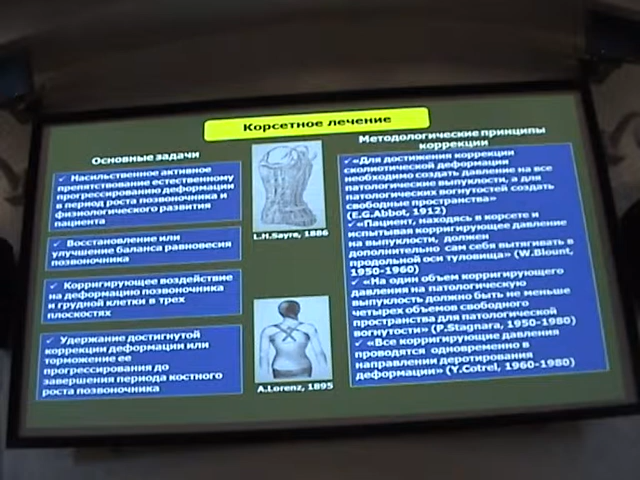 Корсетное лечение
Основные задачи
✓ Насильственное активное
препятствование естественному
прогрессированию деформации
в период роста позвоночника и
физиологического развития
пациента
✓ Восстановление или
улучшение баланса равновесия
позвоночника
✓ Корригирующее воздействие
на деформацию позвоночника
и грудной клетки в трех
плоскостях
✓ Удержание достигнутой
коррекции деформации или
торможение ее
прогрессирования до
завершения периода костного
роста позвоночника
L.H.Sayre, 1886
A.Lorenz, 1895
Методологические принципы
коррекции
✓«Для достижения коррекции
сколиотической деформации
необходимо создать давление на все
патологические выпуклости, а для
патологических вогнутостей создать
свободные пространства»
(E.G.Abbot, 1912)
✓«Пациент, находясь в корсете и
испытывая корригирующее давление
на выпуклости, должен
дополнительно сам себя вытягивать в
продольной оси туловища» (W.Blount,
1950-1960)
✓ «На один объем корригирующего
давления на патологическую
выпуклость должно быть не меньше
четырех объемов свободного
пространства для патологической
вогнутости» (P.Stagnara, 1950-1980)
✓ «Все корригирующие давления
проводятся одновременно в
направлении деротирования
деформации» (Y.Cotrel, 1960-1980)